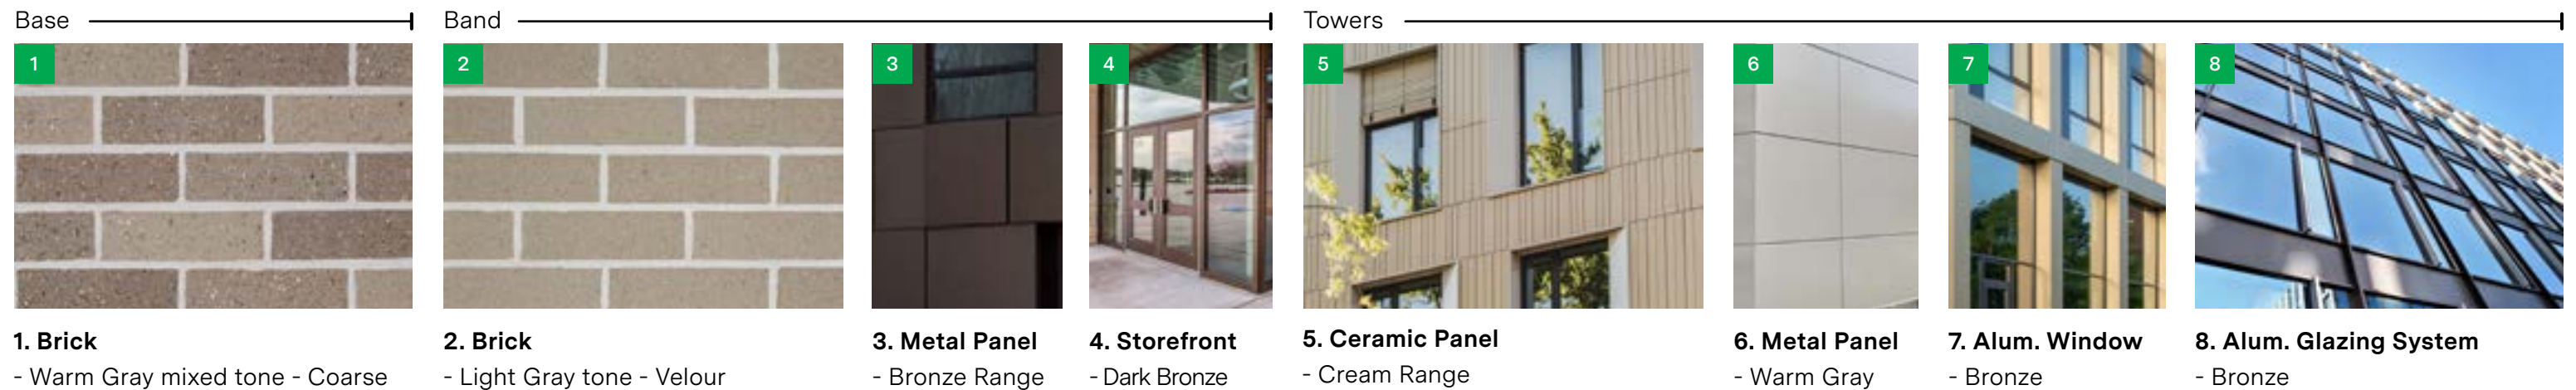 Base
Band
Towers
1
2
3
4
5
6
7
8
1. Brick
- Warm Gray mixed tone - Coarse
2. Brick
- Light Gray tone - Velour
3. Metal Panel
- Bronze Range
4. Storefront
- Dark Bronze
5. Ceramic Panel
- Cream Range
6. Metal Panel
- Warm Gray
7. Alum. Window
- Bronze
8. Alum. Glazing System
- Bronze